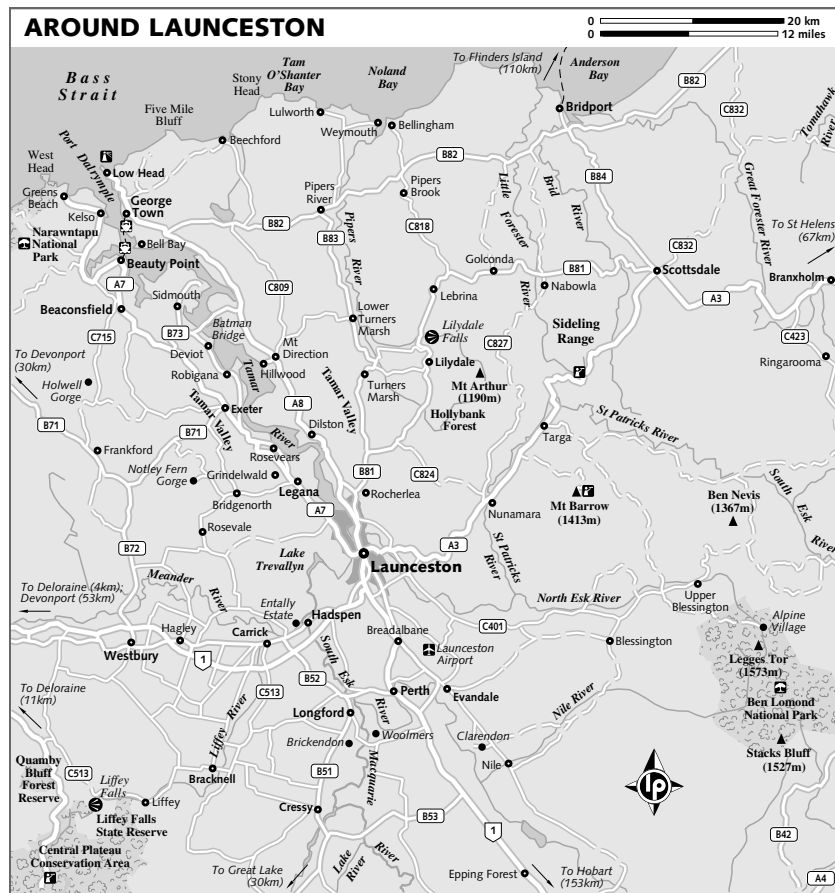 AROUND LAUNCESTON
0 20 km
0 12 miles
To Flinders Island
(110km)
Anderson
Bay
Tam
O'Shanter
Bay
Noland
Bay
Stony
Head
Bass
Strait
Five Mile
Bluff
Lulworth
Weymouth
Bellingham
Bridport
B82
C832
Tomahawk
River
Port Dalrymple
Beechford
West
Head
Low Head
B82
B84
Greens
Beach
Kelso
George
Town
Pipers
River
Pipers
Brook
Little
Forester
River
Brid
River
Great Forester River
B82
B83
Pipers
River
C818
To St Helens
(67km)
Narawntapu
National
Park
Bell Bay
Beauty Point
C832
Golconda
B81
Scottsdale
A7
C809
Lebrina
Nabowla
Branxholm
A3
Sidmouth
Beaconsfield
Batman
Bridge
Lower
Turners
Marsh
Lilydale
Falls
C827
Sideling
Range
C423
C715
B73
Deviot
Mt
Direction
To Devonport
(30km)
Hillwood
Lilydale
Ringarooma
Robigana
Tamar
River
Turners
Marsh
Mt Arthur
(1190m)
Holwell
Gorge
Exeter
A8
Tamar Valley
Hollybank
Forest
St Patricks River
B71
B71
Tamar Valley
Dilston
Targa
Frankford
Rosevears
Notley Fern
Gorge
Grindelwald
B81
C824
Legana
Rocherlea
Bridgenorth
Mt Barrow
(1413m)
Ben Nevis
(1367m)
South
Esk
River
A7
Nunamara
Rosevale
St Patricks
River
B72
Lake
Trevallyn
A3
Launceston
To Deloraine (4km);
Devonport (53km)
Meander
River
North Esk River
Upper
Blessington
Entally
Estate
Hadspen
C401
Alpine
Village
Hagley
Carrick
Breadalbane
Blessington
Westbury
1
Launceston
Airport
Legges Tor
(1573m)
South
Esk
River
B52
C513
Perth
Evandale
To Deloraine
(11km)
Liffey River
Nile River
Ben Lomond
National Park
Longford
Woolmers
Clarendon
Brickendon
Stacks Bluff
(1527m)
Quamby
Bluff
Forest
Reserve
C513
Liffey
Falls
Macquarie
River
B51
Nile
Bracknell
lp
Liffey
Cressy
Liffey Falls
State Reserve
B53
1
B42
Central Plateau
Conservation Area
Lake
River
To Great Lake
(30km)
Epping Forest
To Hobart
(153km)
A4